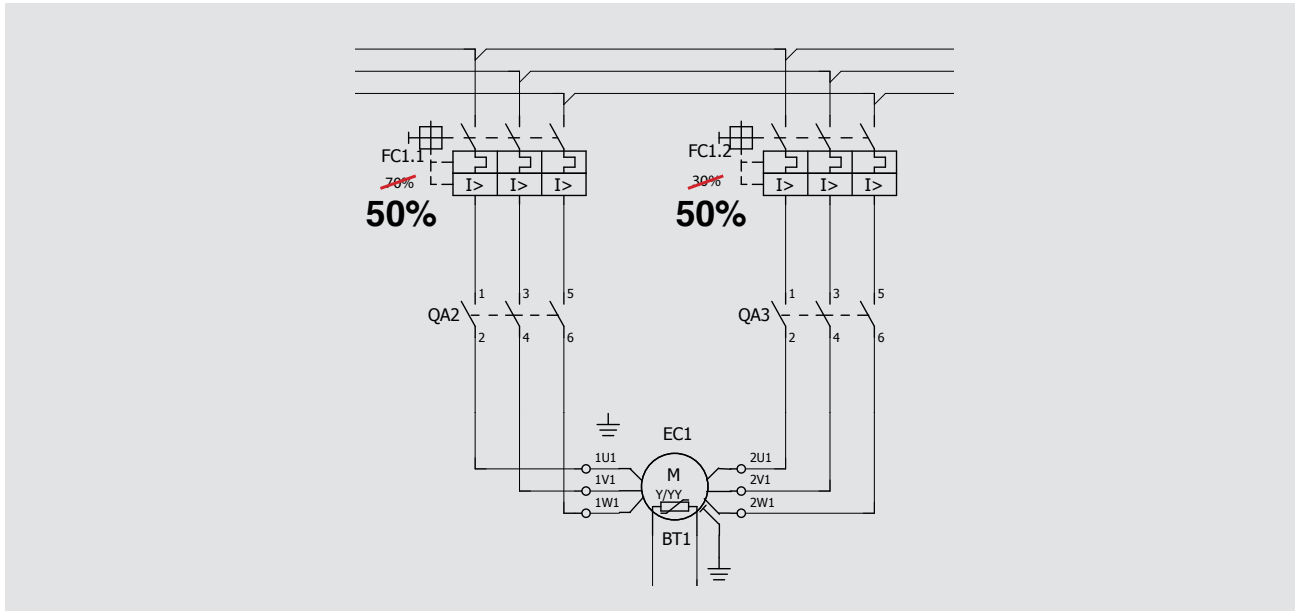 FC1.1
70%
50%
I> I> I>
FC1.2
30%
50%
I> I> I>
1 3 5
QA2
2 4 6
1 3 5
QA3
2 4 6
EC1
1U1
1V1
1W1
M
Y/YY
2U1
2V1
2W1
BT1